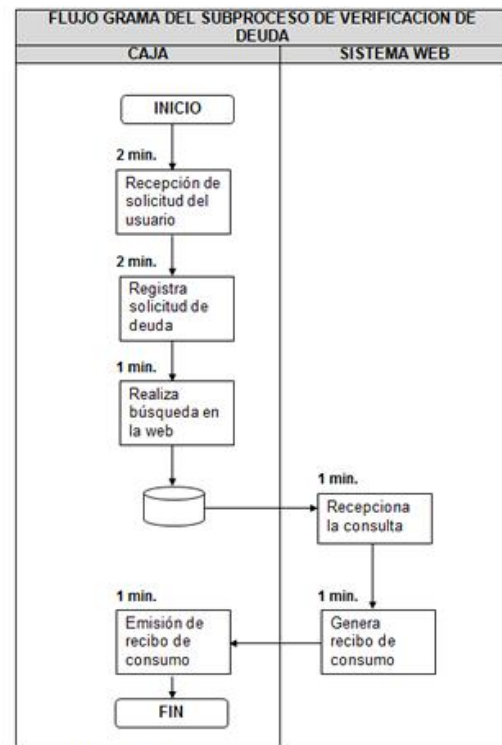 FLUJO GRAMA DEL SUBPROCESO DE VERIFICACION DE
DEUDA
CAJA
SISTEMA WEB
INICIO
2 min.
Recepción de
solicitud del
usuario
2 min.
Registra
solicitud de
deuda
1 min.
Realiza
búsqueda en
la web
1 min.
Recepciona
la consulta
1 min.
Emisión de
recibo de
consumo
1 min.
Genera
recibo de
consumo
FIN